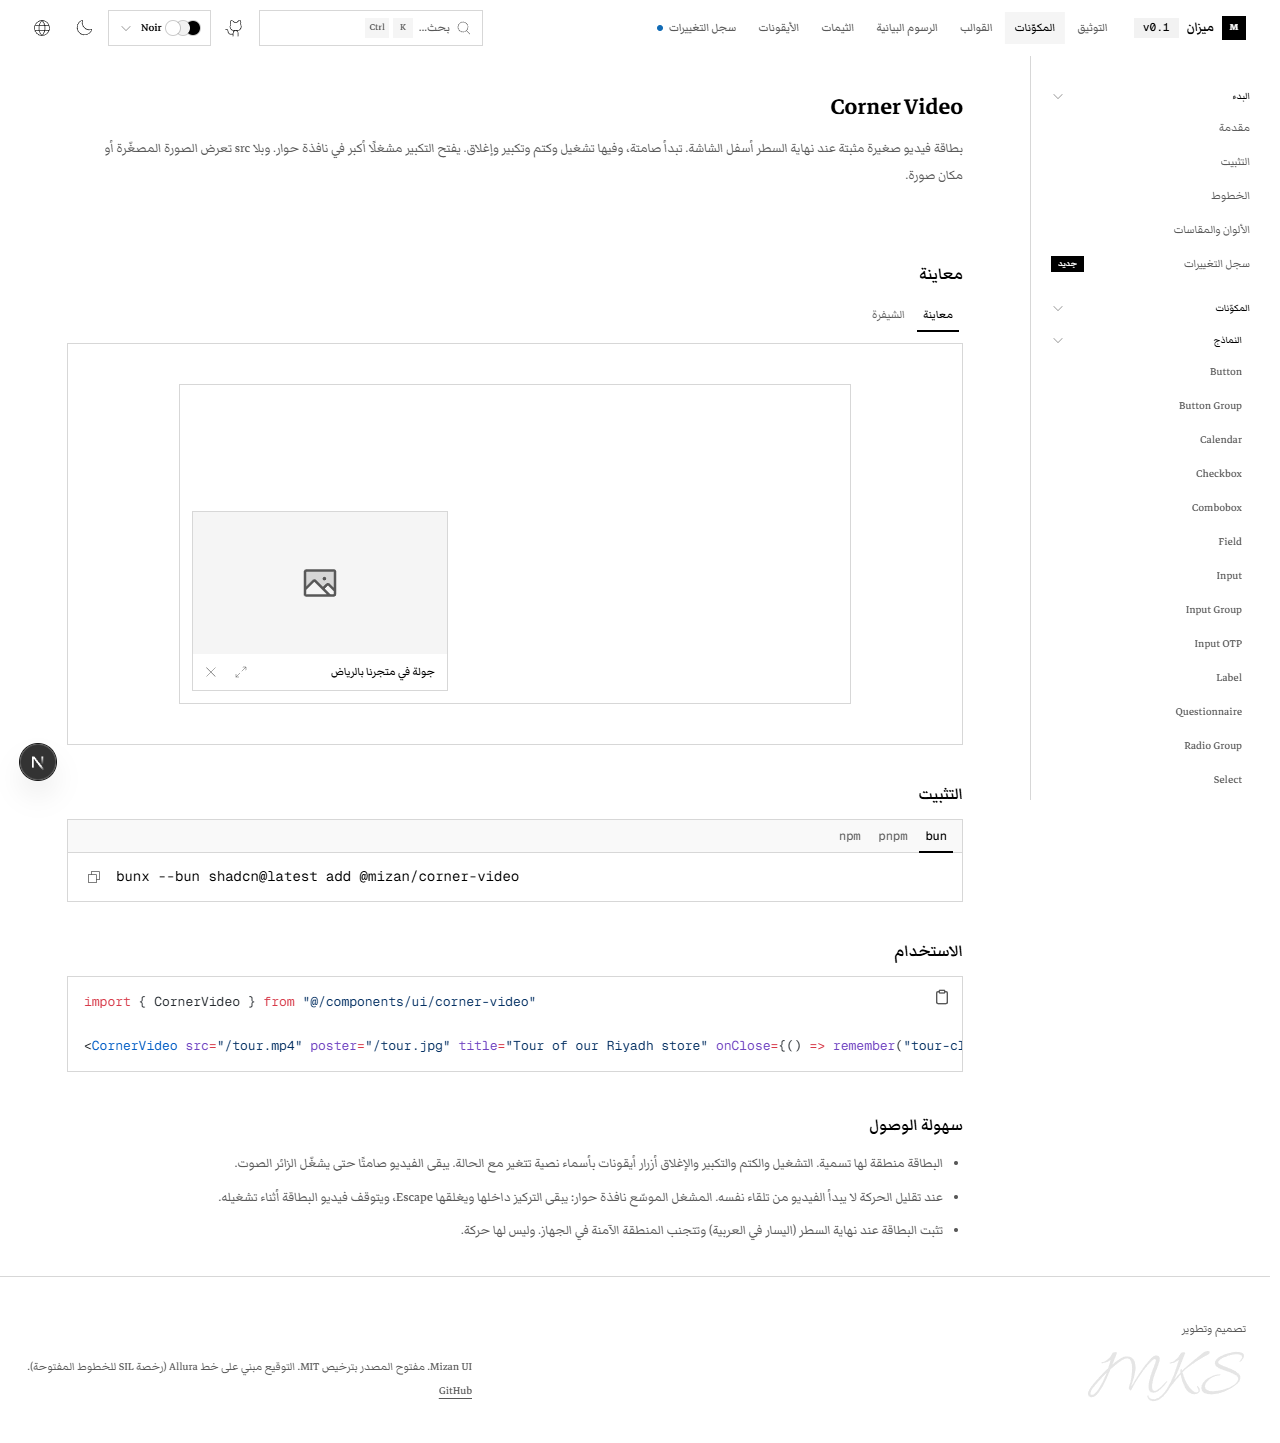 M ميزان v0.1
التوثيق
المكوّنات
القوالب
الرسوم البيانية
الثيمات
الأيقونات
سجل التغييرات
بحث... K Ctrl
Noir
البدء
مقدمة
التثبيت
الخطوط
الألوان والمقاسات
سجل التغييرات جديد
المكوّنات
النماذج
Button
Button Group
Calendar
Checkbox
Combobox
Field
Input
Input Group
Input OTP
Label
Questionnaire
Radio Group
Select
Corner Video
بطاقة فيديو صغيرة مثبتة عند نهاية السطر أسفل الشاشة. تبدأ صامتة، وفيها تشغيل وكتم وتكبير وإغلاق. يفتح التكبير مشغلًا أكبر في نافذة حوار. وبلا src تعرض الصورة المصغّرة أو
مكان صورة.
معاينة
معاينة الشيفرة
جولة في متجرنا بالرياض
التثبيت
bun pnpm npm
bunx --bun shadcn@latest add @mizan/corner-video
الاستخدام
import { CornerVideo } from "@/components/ui/corner-video"
<CornerVideo src="/tour.mp4" poster="/tour.jpg" title="Tour of our Riyadh store" onClose={() => remember("tour-cl
سهولة الوصول
البطاقة منطقة لها تسمية. التشغيل والكتم والتكبير والإغلاق أزرار أيقونات بأسماء نصية تتغير مع الحالة. يبقى الفيديو صامتًا حتى يشغّل الزائر الصوت.
عند تقليل الحركة لا يبدأ الفيديو من تلقاء نفسه. المشغل الموسّع نافذة حوار: يبقى التركيز داخلها ويغلقها Escape، ويتوقف فيديو البطاقة أثناء تشغيله.
تثبت البطاقة عند نهاية السطر (اليسار في العربية) وتتجنب المنطقة الآمنة في الجهاز. وليس لها حركة.
تصميم وتطوير
MKS
Mizan UI. مفتوح المصدر بترخيص MIT. التوقيع مبني على خط Allura (رخصة SIL للخطوط المفتوحة).
GitHub